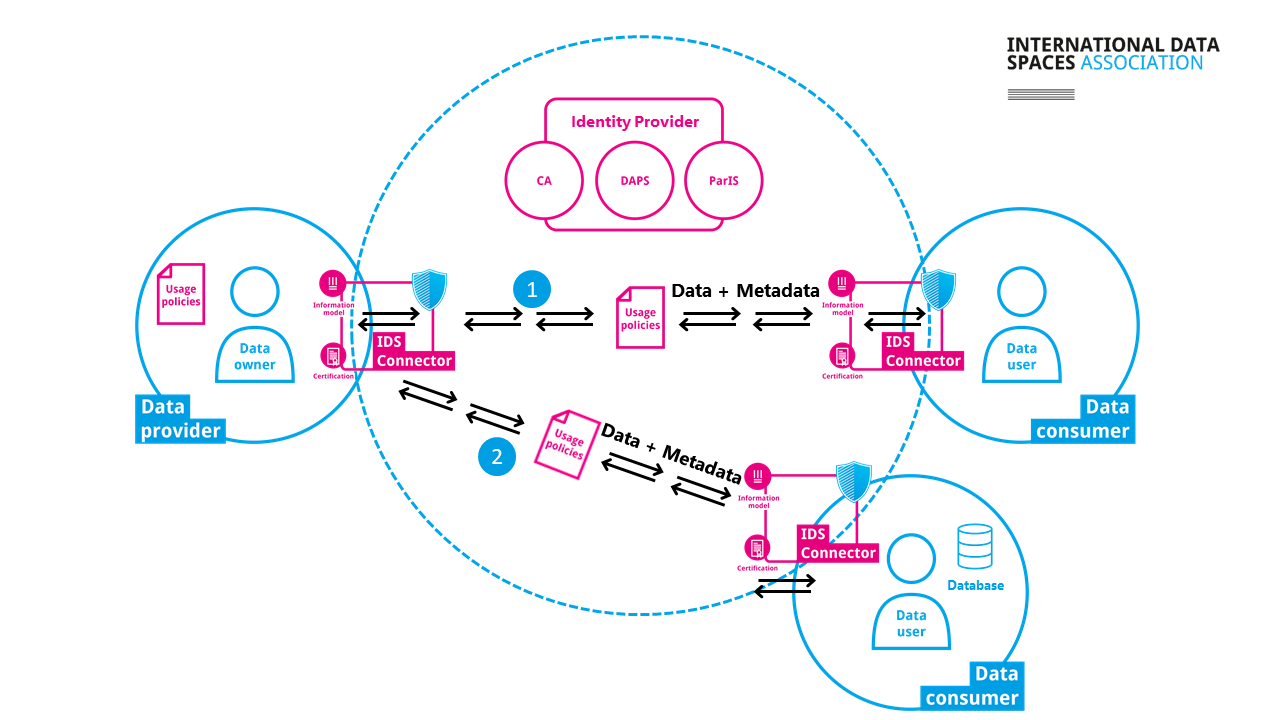 INTERNATIONAL DATA
SPACES ASSOCIATION
Identity Provider
CA
DAPS
ParIS
Usage
policies
Data
owner
Data
provider
Information
model
Certification
IDS
Connector
1
Usage
policies
Data + Metadata
Information
model
Certification
IDS
Connector
Data
user
Data
consumer
2
Usage
policies
Data + Metadata
Information
model
Certification
IDS
Connector
Data
user
Database
Data
consumer